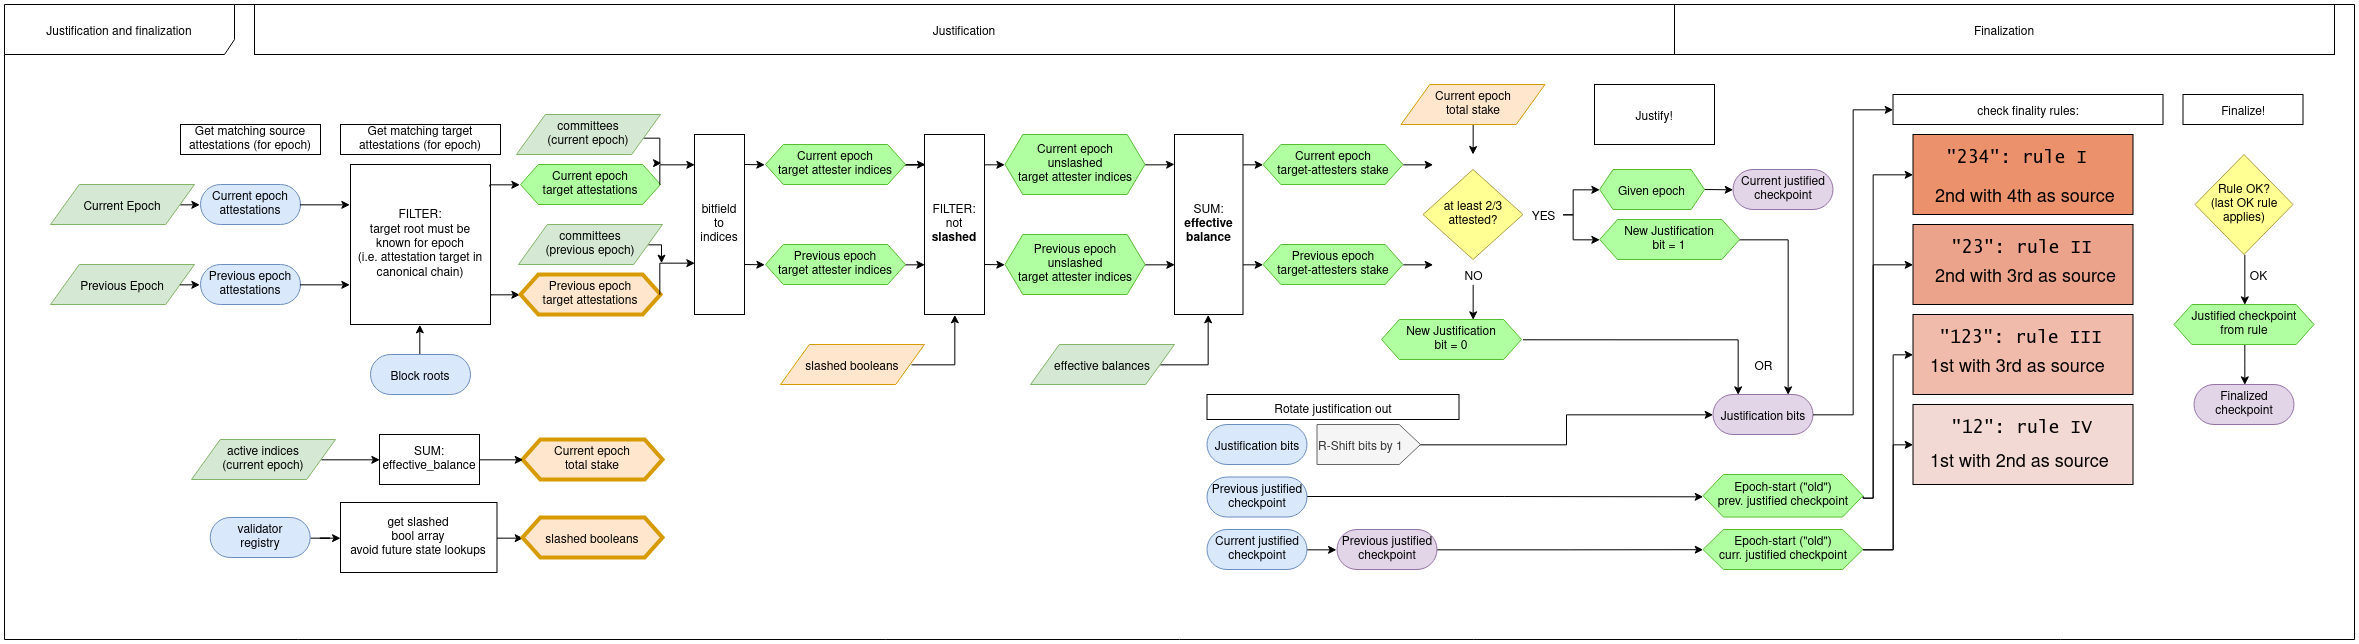 Justification and finalization
Justification
Finalization
Get matching source
attestations (for epoch)
Get matching target
attestations (for epoch)
Current Epoch
Current epoch
attestations
Previous Epoch
Previous epoch
attestations
FILTER:
target root must be
known for epoch
(i.e. attestation target in
canonical chain)
Block roots
committees
(current epoch)
Current epoch
target attestations
committees
(previous epoch)
Previous epoch
target attestations
bitfield
to
indices
Current epoch
target attester indices
Previous epoch
target attester indices
FILTER:
not
slashed
slashed booleans
Current epoch
unslashed
target attester indices
Previous epoch
unslashed
target attester indices
SUM:
effective
balance
effective balances
Current epoch
target-attesters stake
Previous epoch
target-attesters stake
Current epoch
total stake
at least 2/3
attested?
YES
NO
Justify!
Given epoch
Current justified
checkpoint
New Justification
bit = 1
New Justification
bit = 0
OR
Justification bits
Rotate justification out
Justification bits
R-Shift bits by 1
Previous justified
checkpoint
Epoch-start ("old")
prev. justified checkpoint
Current justified
checkpoint
Previous justified
checkpoint
Epoch-start ("old")
curr. justified checkpoint
active indices
(current epoch)
SUM:
effective_balance
Current epoch
total stake
validator
registry
get slashed
bool array
avoid future state lookups
slashed booleans
check finality rules:
"234": rule I
2nd with 4th as source
"23": rule II
2nd with 3rd as source
"123": rule III
1st with 3rd as source
"12": rule IV
1st with 2nd as source
Finalize!
Rule OK?
(last OK rule
applies)
OK
Justified checkpoint
from rule
Finalized
checkpoint